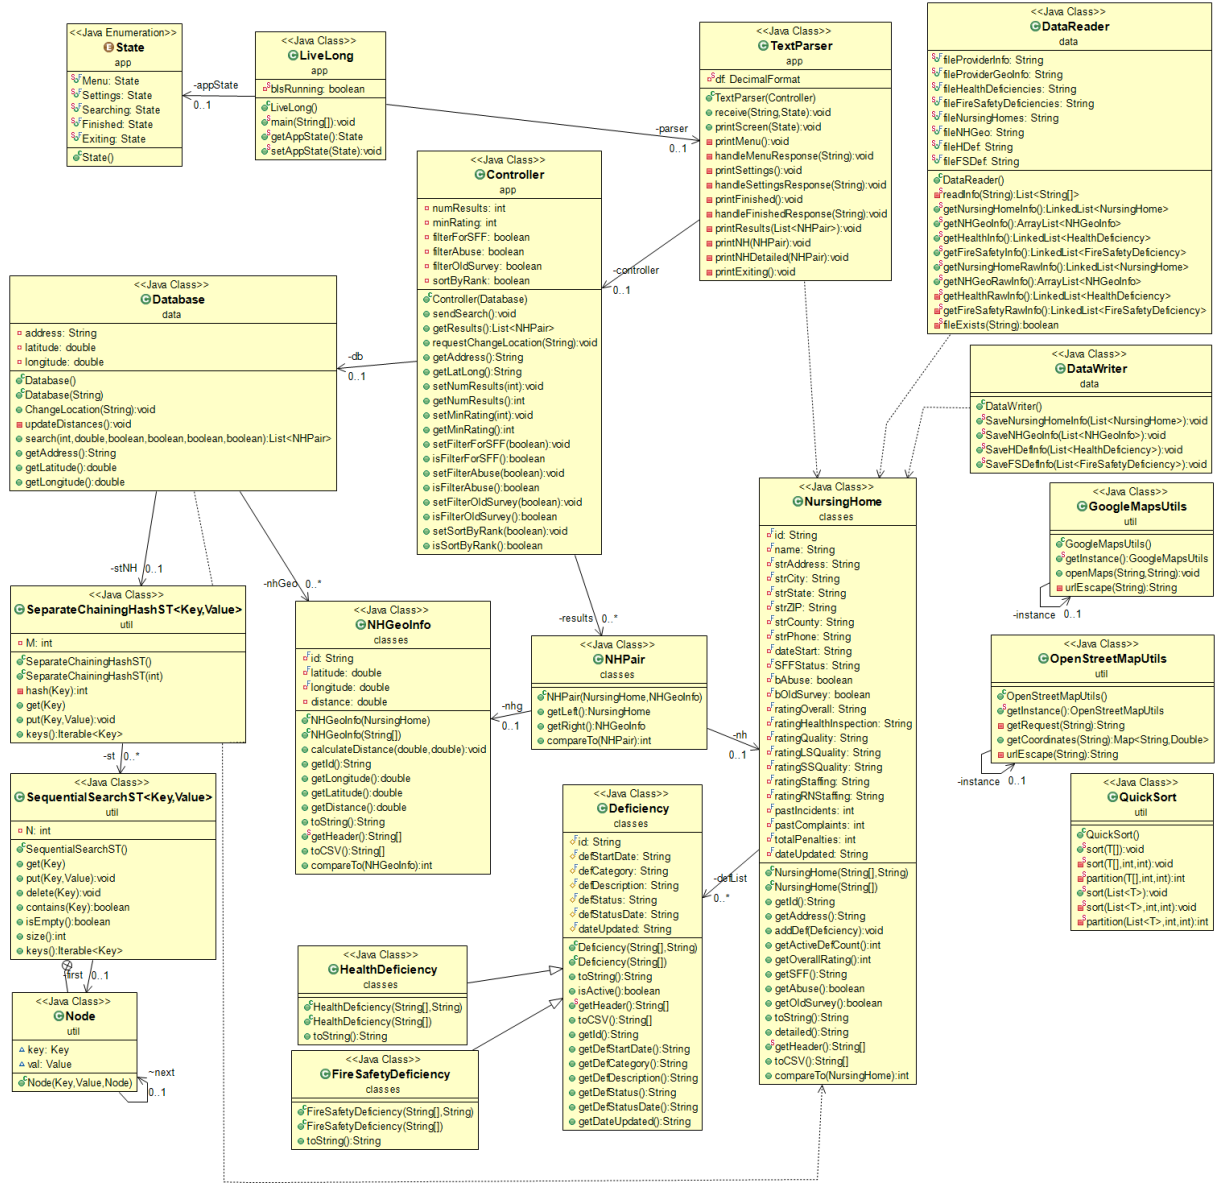 <<Java Enumeration>>
State
app
Menu: State
Settings: State
Searching: State
Finished: State
Exiting: State
State()
-appState
0..1
<<Java Class>>
LiveLong
app
bIsRunning: boolean
LiveLong()
main(String[]):void
getAppState():State
setAppState(State):void
-parser
0..1
<<Java Class>>
TextParser
app
df: DecimalFormat
TextParser(Controller)
receive(String,State):void
printScreen(State):void
printMenu():void
handleMenuResponse(String):void
printSettings():void
handleSettingsResponse(String):void
printFinished():void
handleFinishedResponse(String):void
printResults(List<NHPair>):void
printNH(NHPair):void
printNHDetailed(NHPair):void
printExiting():void
<<Java Class>>
DataReader
data
fileProviderInfo: String
fileProviderGeoInfo: String
fileHealthDeficiencies: String
fileFireSafetyDeficiencies: String
fileNursingHomes: String
fileNHGeo: String
fileHDef: String
fileFSDef: String
DataReader()
readInfo(String):List<String[]>
getNursingHomeInfo():LinkedList<NursingHome>
getNHGeoInfo():ArrayList<NHGeoInfo>
getHealthInfo():LinkedList<HealthDeficiency>
getFireSafetyInfo():LinkedList<FireSafetyDeficiency>
getNursingHomeRawInfo():LinkedList<NursingHome>
getNHGeoRawInfo():ArrayList<NHGeoInfo>
getHealthRawInfo():LinkedList<HealthDeficiency>
getFireSafetyRawInfo():LinkedList<FireSafetyDeficiency>
fileExists(String):boolean
<<Java Class>>
Controller
app
numResults: int
minRating: int
filterForSFF: boolean
filterAbuse: boolean
filterOldSurvey: boolean
sortByRank: boolean
Controller(Database)
sendSearch():void
getResults():List<NHPair>
requestChangeLocation(String):void
getAddress():String
getLatLong():String
setNumResults(int):void
getNumResults():int
setMinRating(int):void
getMinRating():int
setFilterForSFF(boolean):void
isFilterForSFF():boolean
setFilterAbuse(boolean):void
isFilterAbuse():boolean
setFilterOldSurvey(boolean):void
isFilterOldSurvey():boolean
setSortByRank(boolean):void
isSortByRank():boolean
-controller
0..1
<<Java Class>>
Database
data
address: String
latitude: double
longitude: double
Database()
Database(String)
ChangeLocation(String):void
updateDistances():void
search(int,double,boolean,boolean,boolean,boolean):List<NHPair>
getAddress():String
getLatitude():double
getLongitude():double
-db
0..1
<<Java Class>>
DataWriter
data
DataWriter()
SaveNursingHomeInfo(List<NursingHome>):void
SaveNHGeoInfo(List<NHGeoInfo>):void
SaveHDefInfo(List<HealthDeficiency>):void
SaveFSDefInfo(List<FireSafetyDeficiency>):void
<<Java Class>>
NursingHome
classes
id: String
name: String
strAddress: String
strCity: String
strState: String
strZIP: String
strCounty: String
strPhone: String
dateStart: String
SFFStatus: String
bAbuse: boolean
bOldSurvey: boolean
ratingOverall: String
ratingHealthInspection: String
ratingQuality: String
ratingLSQuality: String
ratingSSQuality: String
ratingStaffing: String
ratingRNStaffing: String
pastIncidents: int
pastComplaints: int
totalPenalties: int
dateUpdated: String
NursingHome(String[],String)
NursingHome(String[])
getId():String
getAddress():String
addDef(Deficiency):void
getActiveDefCount():int
getOverallRating():int
getSFF():String
getAbuse():boolean
getOldSurvey():boolean
toString():String
detailed():String
getHeader():String[]
toCSV():String[]
compareTo(NursingHome):int
<<Java Class>>
GoogleMapsUtils
util
GoogleMapsUtils()
getInstance():GoogleMapsUtils
openMaps(String,String):void
urlEscape(String):String
-instance
0..1
-stNH
0..1
-nhGeo
0..*
-results
0..*
<<Java Class>>
SeparateChainingHashST<Key,Value>
util
M: int
SeparateChainingHashST()
SeparateChainingHashST(int)
hash(Key):int
get(Key)
put(Key,Value):void
keys():Iterable<Key>
<<Java Class>>
NHGeoInfo
classes
id: String
latitude: double
longitude: double
distance: double
NHGeoInfo(NursingHome)
NHGeoInfo(String[])
calculateDistance(double,double):void
getId():String
getLongitude():double
getLatitude():double
getDistance():double
toString():String
getHeader():String[]
toCSV():String[]
compareTo(NHGeoInfo):int
<<Java Class>>
NHPair
classes
NHPair(NursingHome,NHGeoInfo)
getLeft():NursingHome
getRight():NHGeoInfo
compareTo(NHPair):int
-nhg
0..1
-nh
0..1
<<Java Class>>
OpenStreetMapUtils
util
OpenStreetMapUtils()
getInstance():OpenStreetMapUtils
getRequest(String):String
getCoordinates(String):Map<String,Double>
urlEscape(String):String
-instance
0..1
<<Java Class>>
QuickSort
util
QuickSort()
sort(T[]):void
sort(T[],int,int):void
partition(T[],int,int):int
sort(List<T>):void
sort(List<T>,int,int):void
partition(List<T>,int,int):int
-st
0..*
<<Java Class>>
SequentialSearchST<Key,Value>
util
N: int
SequentialSearchST()
get(Key)
put(Key,Value):void
delete(Key):void
contains(Key):boolean
isEmpty():boolean
size():int
keys():Iterable<Key>
<<Java Class>>
Deficiency
classes
id: String
defStartDate: String
defCategory: String
defDescription: String
defStatus: String
defStatusDate: String
dateUpdated: String
Deficiency(String[],String)
Deficiency(String[])
toString():String
isActive():boolean
getHeader():String[]
toCSV():String[]
getId():String
getDefStartDate():String
getDefCategory():String
getDefDescription():String
getDefStatus():String
getDefStatusDate():String
getDateUpdated():String
-defList
0..*
<<Java Class>>
HealthDeficiency
classes
HealthDeficiency(String[],String)
HealthDeficiency(String[])
toString():String
-first
0..1
<<Java Class>>
Node
util
key: Key
val: Value
Node(Key,Value,Node)
~next
0..1
<<Java Class>>
FireSafetyDeficiency
classes
FireSafetyDeficiency(String[],String)
FireSafetyDeficiency(String[])
toString():String